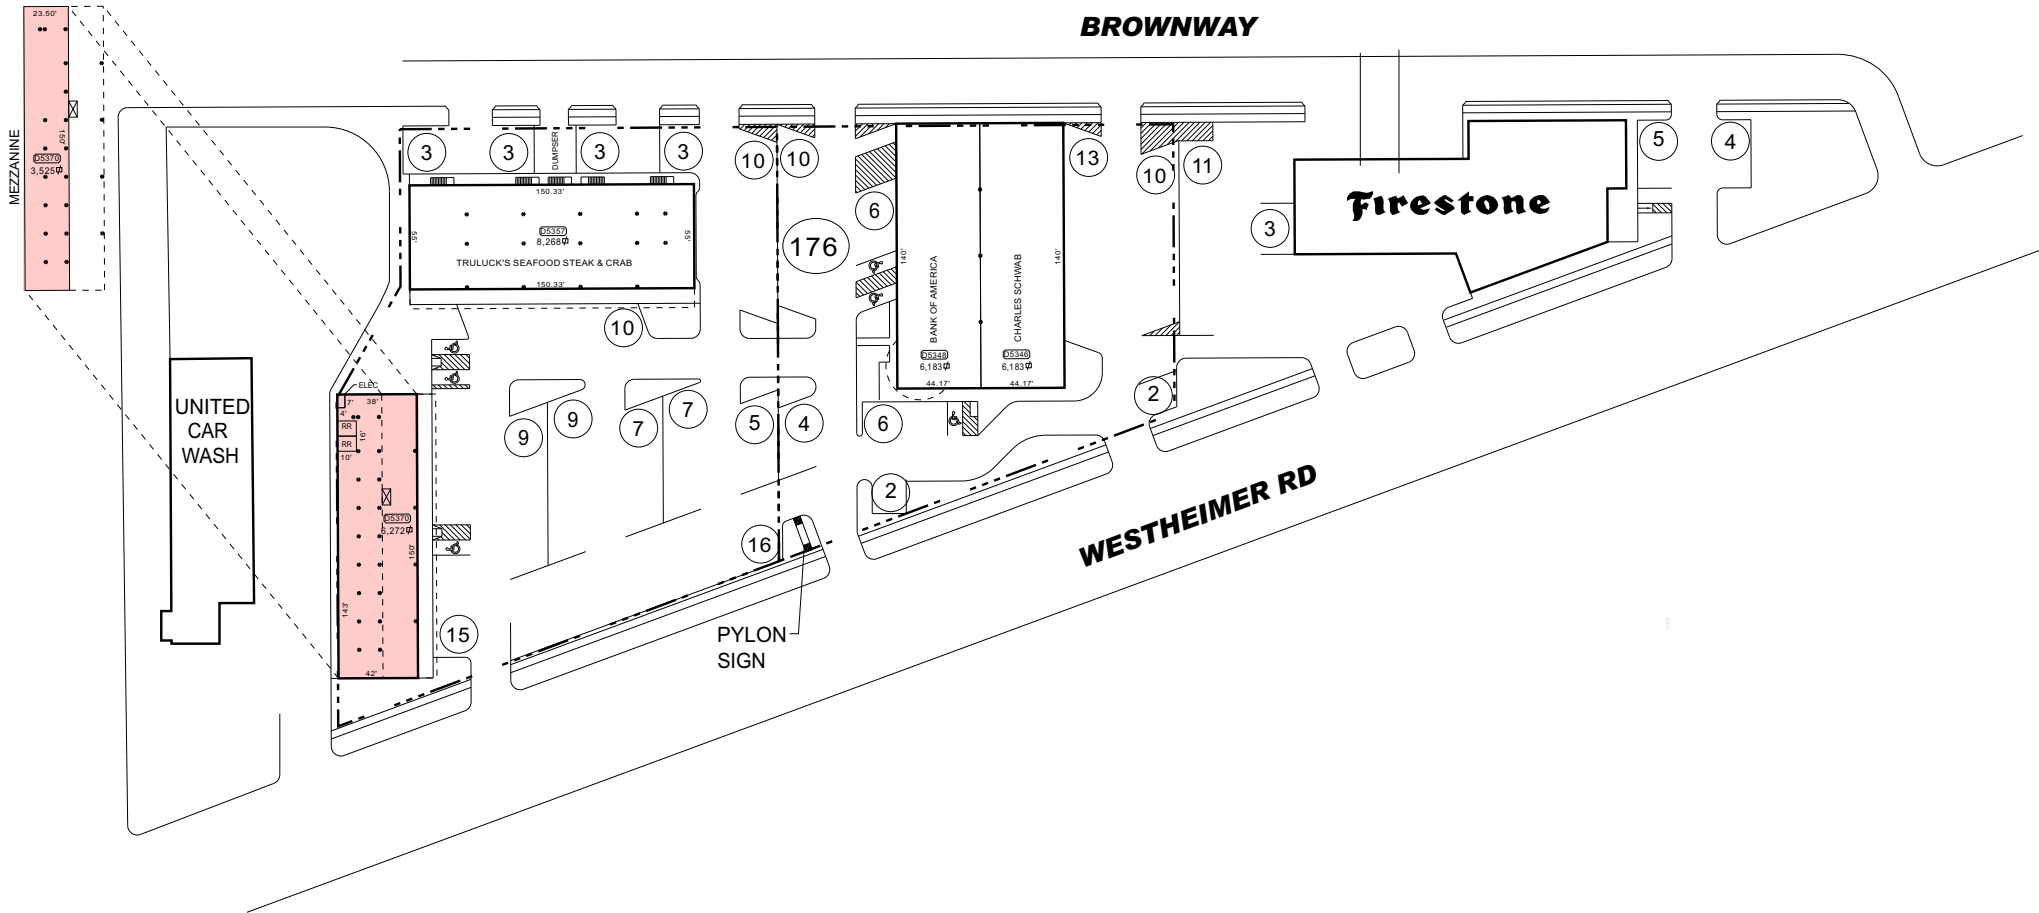 BROWNWAY
23.50'
MEZZANINE
150'
D5370
3,525
3
3
3
3
DUMPSER
10
10
13
10
11
5
4
150.33'
55'
55'
D5357
8,268
TRULUCK'S SEAFOOD STEAK & CRAB
150.33'
10
176
6
140'
BANK OF AMERICA
CHARLES SCHWAB
140'
D5348
6,183
D5346
6,183
44.17'
44.17'
3
Firestone
UNITED
CAR
WASH
ELEC
7'
38'
4'
RR
RR
16'
10'
D5370
6,272
150'
143'
42'
9
9
7
7
5
4
6
2
2
16
15
PYLON
SIGN
WESTHEIMER RD